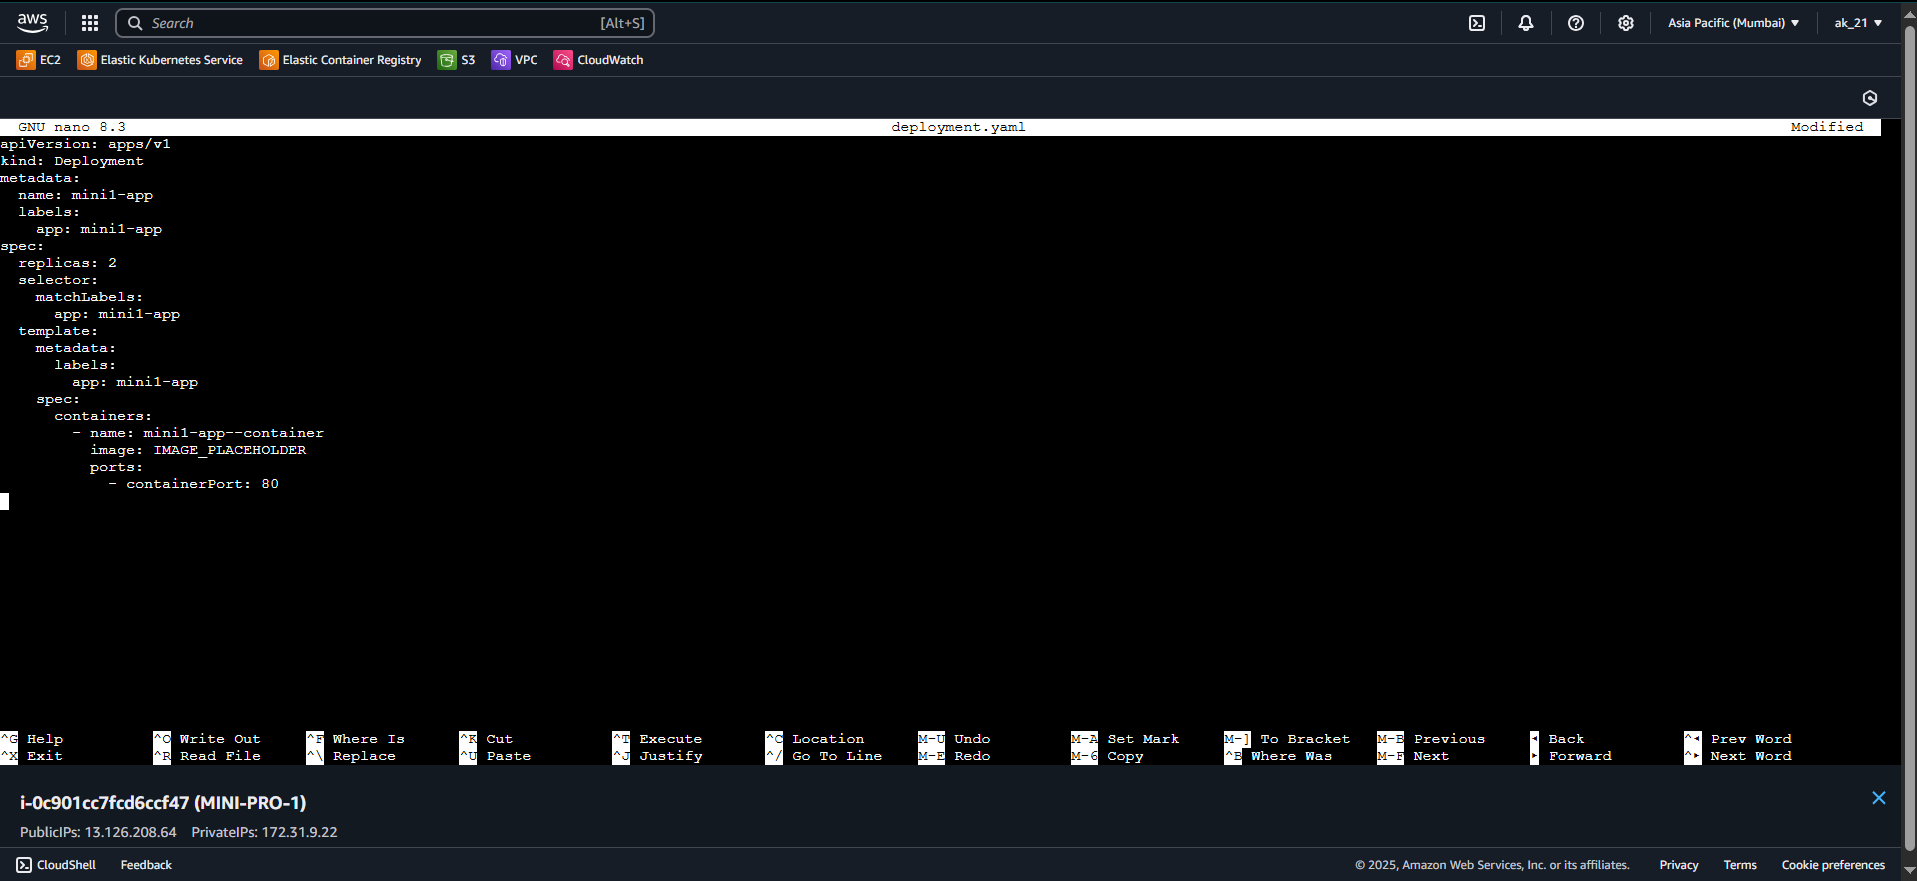 aws Search [Alt+S] Asia Pacific (Mumbai) ▼ ak_21 ▼
EC2 Elastic Kubernetes Service Elastic Container Registry S3 VPC CloudWatch
GNU nano 8.3 deployment.yaml Modified
apiVersion: apps/v1
kind: Deployment
metadata:
  name: mini1-app
  labels:
    app: mini1-app
spec:
  replicas: 2
  selector:
    matchLabels:
      app: mini1-app
  template:
    metadata:
      labels:
        app: mini1-app
    spec:
      containers:
        - name: mini1-app--container
          image: IMAGE_PLACEHOLDER
          ports:
            - containerPort: 80
^G Help ^O Write Out ^F Where Is ^K Cut ^T Execute ^C Location M-U Undo M-A Set Mark M-] To Bracket M-B Previous ◂ Back ^◂ Prev Word
^X Exit ^R Read File ^\ Replace ^U Paste ^J Justify ^/ Go To Line M-E Redo M-6 Copy ^B Where Was M-F Next ▸ Forward ^▸ Next Word
i-0c901cc7fcd6ccf47 (MINI-PRO-1)
PublicIPs: 13.126.208.64 PrivateIPs: 172.31.9.22
CloudShell Feedback © 2025, Amazon Web Services, Inc. or its affiliates. Privacy Terms Cookie preferences